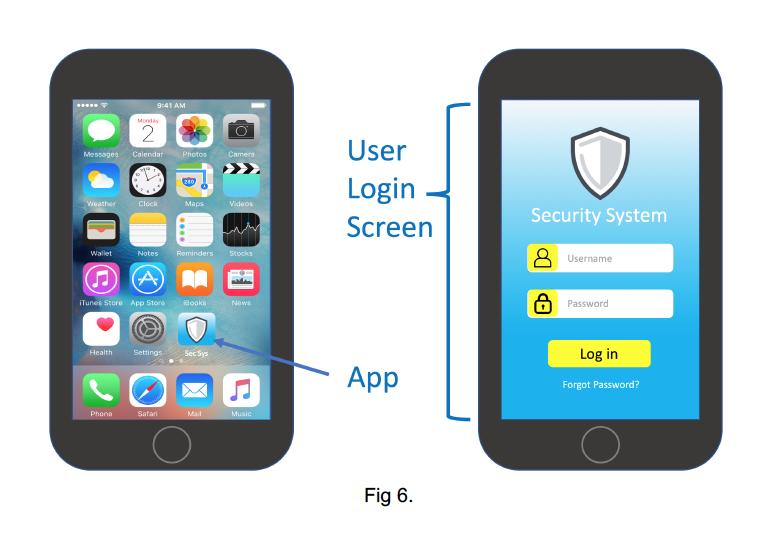 9:41 AM
Monday
2
Messages Calendar Photos Camera
280
Weather Clock Maps Videos
Wallet Notes Reminders Stocks
iTunes Store App Store iBooks News
Health Settings SecSys
Phone Safari Mail Music
App
User
Login
Screen
Security System
Username
Password
Log in
Forgot Password?
Fig 6.